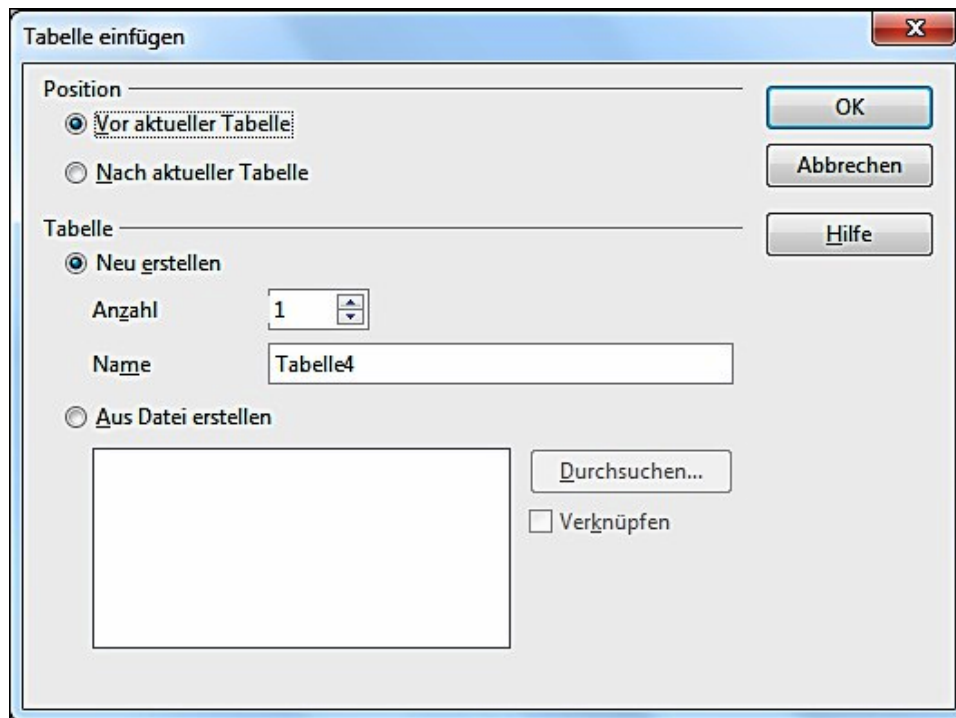 Tabelle einfügen
Position
Vor aktueller Tabelle
Nach aktueller Tabelle
OK
Abbrechen
Hilfe
Tabelle
Neu erstellen
Anzahl 1
Name Tabelle4
Aus Datei erstellen
Durchsuchen...
Verknüpfen